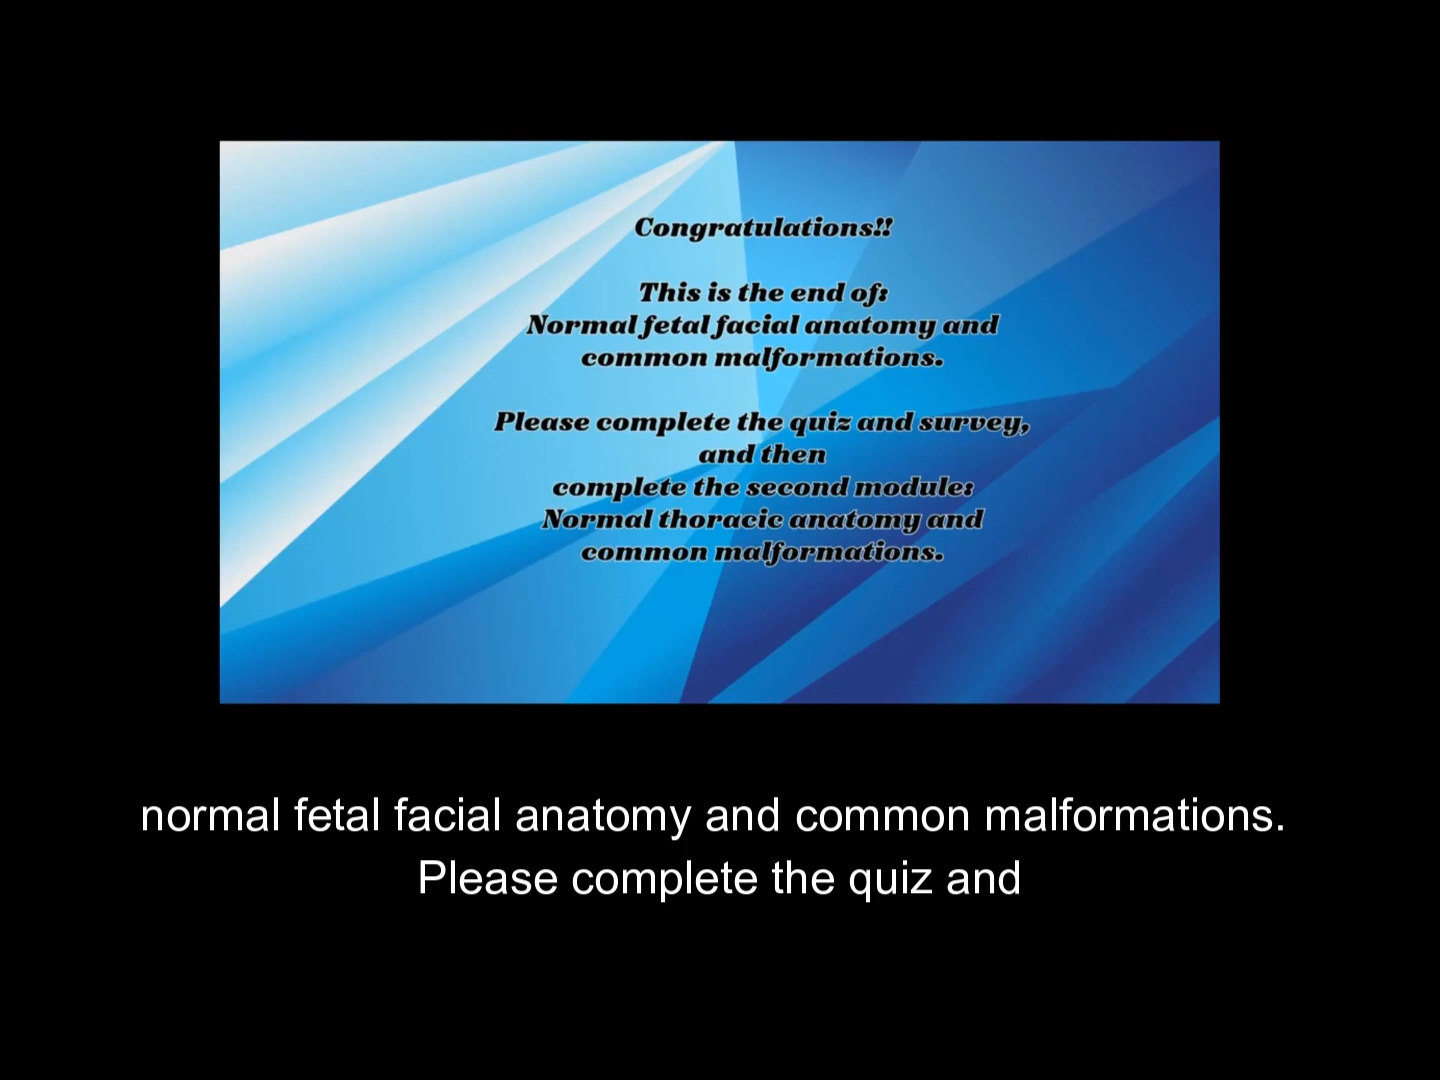 Congratulations!!
This is the end of:
Normal fetal facial anatomy and
common malformations.
Please complete the quiz and survey,
and then
complete the second module:
Normal thoracic anatomy and
common malformations.
normal fetal facial anatomy and common malformations.
Please complete the quiz and